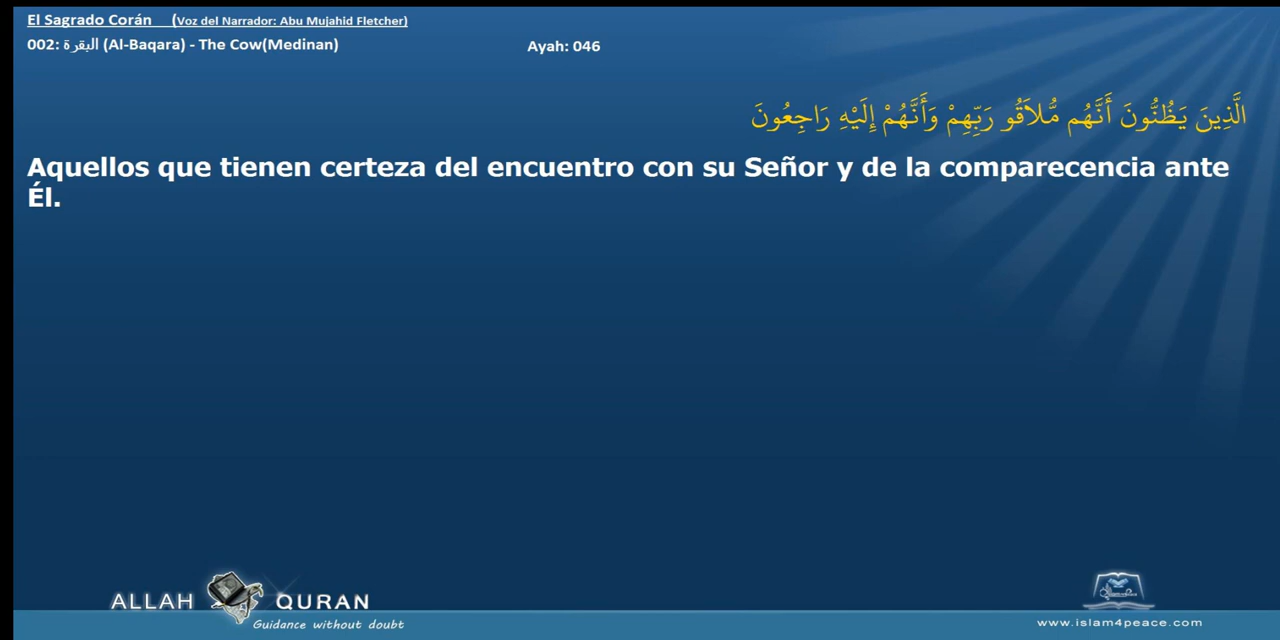 El Sagrado Corán (Voz del Narrador: Abu Mujahid Fletcher)
002: البقرة (Al-Baqara) - The Cow(Medinan) Ayah: 046
الَّذِينَ يَظُنُّونَ أَنَّهُم مُّلاَقُو رَبِّهِمْ وَأَنَّهُمْ إِلَيْهِ رَاجِعُونَ
Aquellos que tienen certeza del encuentro con su Señor y de la comparecencia ante
Él.
ALLAH QURAN
Guidance without doubt
www.islam4peace.com